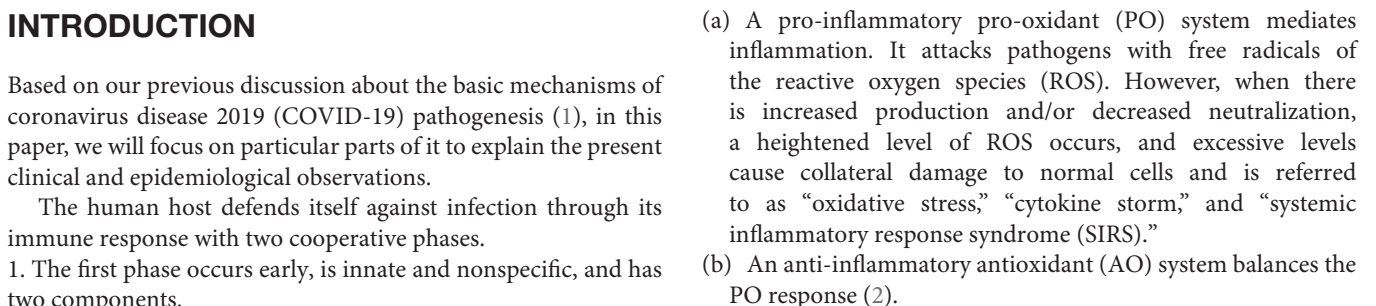 INTRODUCTION
Based on our previous discussion about the basic mechanisms of
coronavirus disease 2019 (COVID-19) pathogenesis (1), in this
paper, we will focus on particular parts of it to explain the present
clinical and epidemiological observations.
The human host defends itself against infection through its
immune response with two cooperative phases.
1. The first phase occurs early, is innate and nonspecific, and has
two components.
(a) A pro-inflammatory pro-oxidant (PO) system mediates
inflammation. It attacks pathogens with free radicals of
the reactive oxygen species (ROS). However, when there
is increased production and/or decreased neutralization,
a heightened level of ROS occurs, and excessive levels
cause collateral damage to normal cells and is referred
to as “oxidative stress,” “cytokine storm,” and “systemic
inflammatory response syndrome (SIRS).”
(b) An anti-inflammatory antioxidant (AO) system balances the
PO response (2).